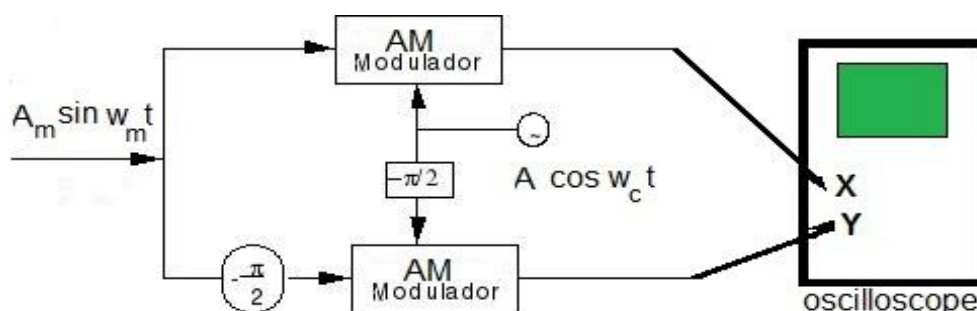 AM
Modulador
A_m sin w_m t
~
A cos w_c t
−π/2
X
Y
-π/2
AM
Modulador
oscilloscope